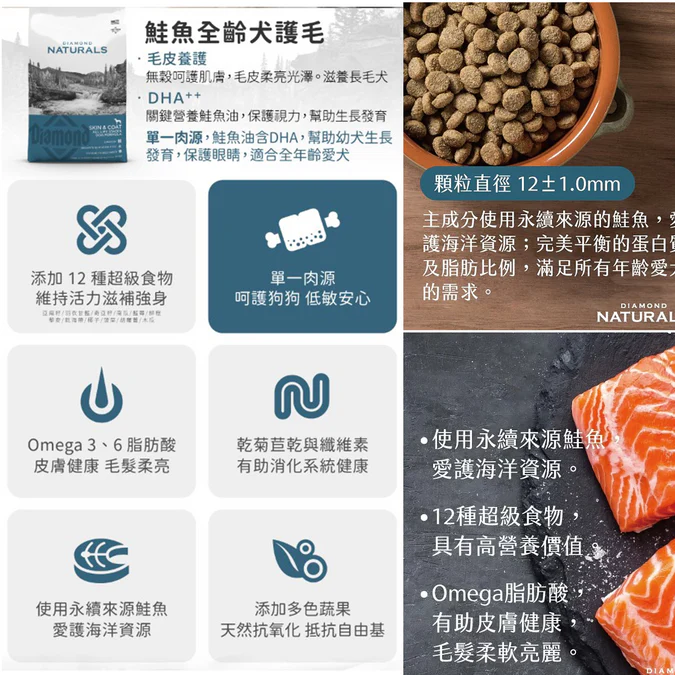 DIAMOND
NATURALS
Diamond
SKIN & COAT
鮭魚全齡犬護毛
·毛皮養護
無穀呵護肌膚,毛皮柔亮光澤。滋養長毛犬
·DHA++
關鍵營養鮭魚油,保護視力,幫助生長發育
單一肉源,鮭魚油含DHA,幫助幼犬生長
發育,保護眼睛,適合全年齡愛犬
添加 12 種超級食物
維持活力滋補強身
單一肉源
呵護狗狗 低敏安心
Omega 3、6 脂肪酸
皮膚健康 毛髮柔亮
乾菊苣乾與纖維素
有助消化系統健康
使用永續來源鮭魚
愛護海洋資源
添加多色蔬果
天然抗氧化 抵抗自由基
顆粒直徑 12±1.0mm
主成分使用永續來源的鮭魚,
護海洋資源;完美平衡的蛋白
及脂肪比例,滿足所有年齡愛
的需求。
DIAMOND
NATURAL
•使用永續來源鮭魚,
愛護海洋資源。
•12種超級食物,
具有高營養價值。
•Omega脂肪酸,
有助皮膚健康,
毛髮柔軟亮麗。
DIAM